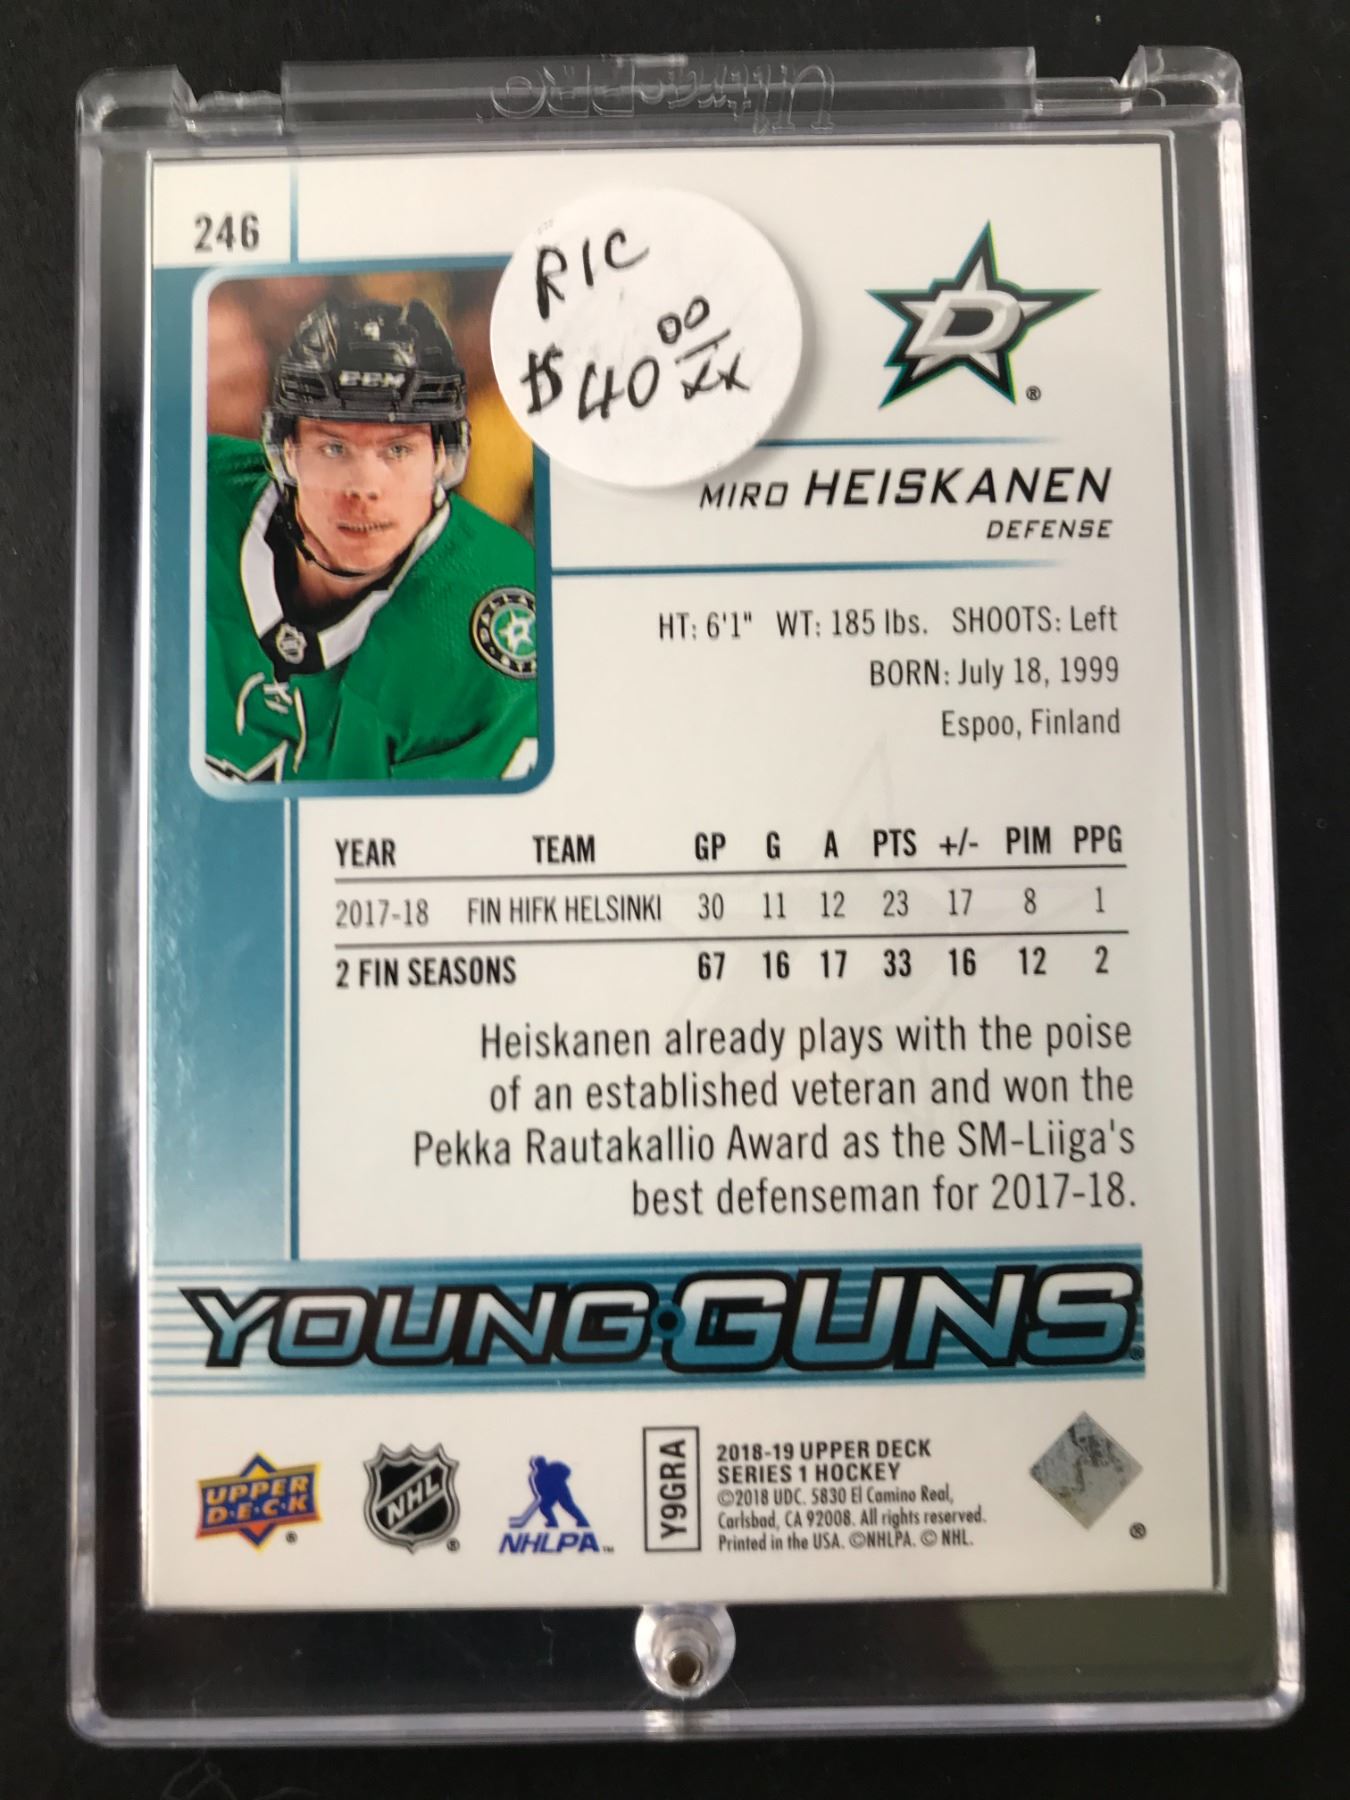 UltraPRO
246
R/C
$40 00/xx
CCM
D
®
MIRO HEISKANEN
DEFENSE
HT: 6'1" WT: 185 lbs. SHOOTS: Left
BORN: July 18, 1999
Espoo, Finland
YEAR TEAM GP G A PTS +/- PIM PPG
2017-18 FIN HIFK HELSINKI 30 11 12 23 17 8 1
2 FIN SEASONS 67 16 17 33 16 12 2
Heiskanen already plays with the poise
of an established veteran and won the
Pekka Rautakallio Award as the SM-Liiga's
best defenseman for 2017-18.
YOUNG•GUNS®
UPPER
D•E•C•K
®
NHL
®
NHLPA™
Y9GRA
2018-19 UPPER DECK
SERIES 1 HOCKEY
©2018 UDC. 5830 El Camino Real,
Carlsbad, CA 92008. All rights reserved.
Printed in the USA. ©NHLPA. © NHL.
®